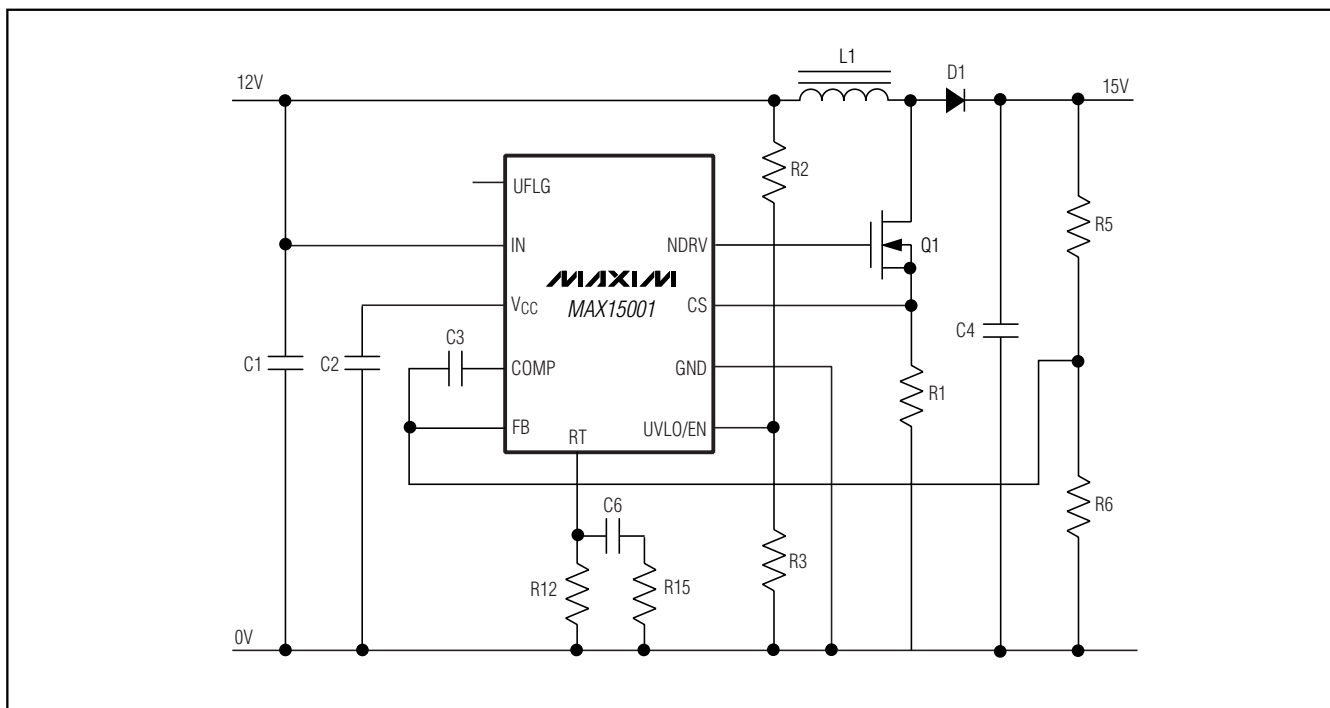 L1
D1
12V
15V
R2
UFLG
R5
IN
NDRV
Q1
MAXIM
MAX15001
VCC
CS
C3
C4
C1
C2
COMP
GND
R1
FB
UVLO/EN
RT
C6
R6
R3
R12
R15
0V